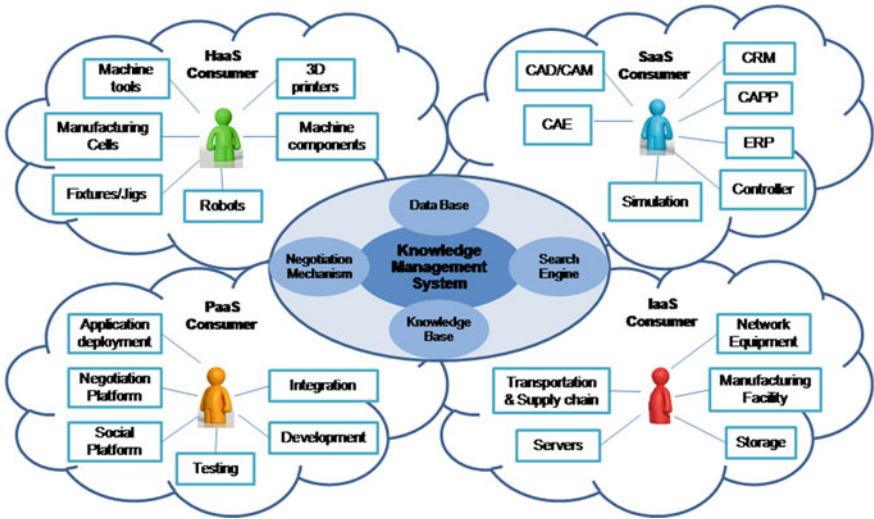 HaaS
Consumer
Machine
tools
3D
printers
Manufacturing
Cells
Machine
components
Fixtures/Jigs
Robots
SaaS
Consumer
CAD/CAM
CRM
CAPP
CAE
ERP
Simulation
Controller
Data Base
Negotiation
Mechanism
Knowledge
Management
System
Search
Engine
Knowledge
Base
PaaS
Consumer
Application
deployment
Negotiation
Platform
Integration
Social
Platform
Development
Testing
IaaS
Consumer
Network
Equipment
Transportation
& Supply chain
Manufacturing
Facility
Servers
Storage